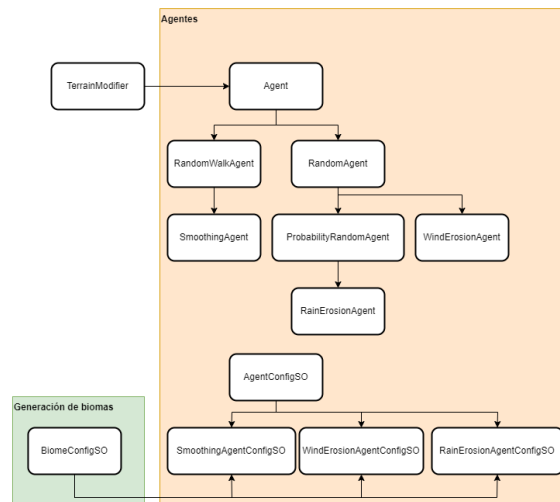 Agentes
TerrainModifier
Agent
RandomWalkAgent
RandomAgent
SmoothingAgent
ProbabilityRandomAgent
WindErosionAgent
RainErosionAgent
AgentConfigSO
Generación de biomas
BiomeConfigSO
SmoothingAgentConfigSO
WindErosionAgentConfigSO
RainErosionAgentConfigSO